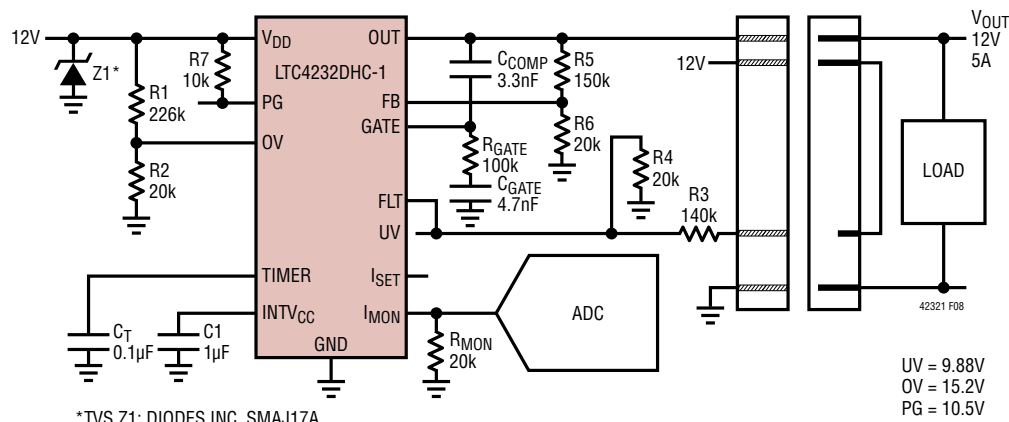 12V
Z1*
R1
226k
R2
20k
R7
10k
VDD
OUT
LTC4232DHC-1
PG
FB
GATE
OV
FLT
UV
TIMER
ISET
INTVCC
IMON
GND
CT
0.1µF
C1
1µF
CCOMP
3.3nF
R5
150k
R6
20k
RGATE
100k
CGATE
4.7nF
R4
20k
R3
140k
RMON
20k
ADC
12V
VOUT
12V
5A
LOAD
42321 F08
UV = 9.88V
OV = 15.2V
PG = 10.5V
*TVS Z1: DIODES INC. SMAJ17A